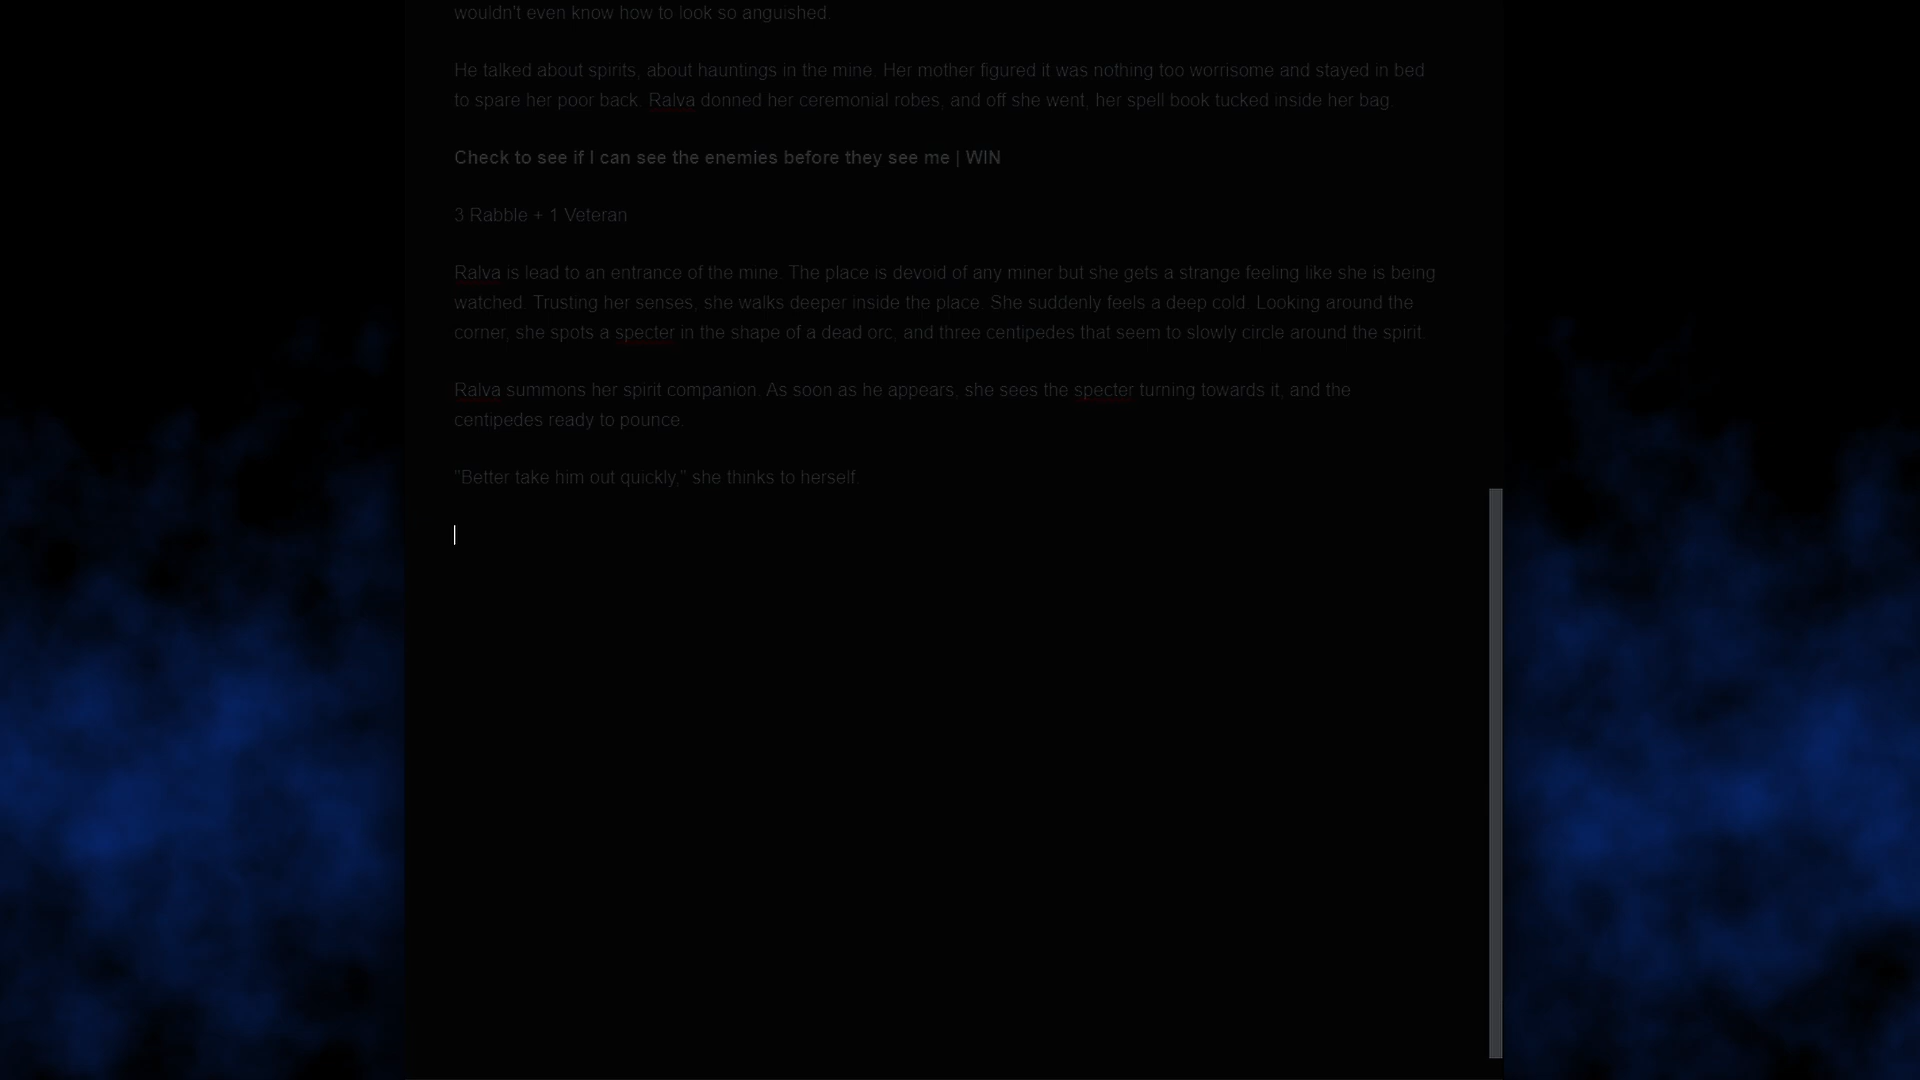 wouldn't even know how to look so anguished.
He talked about spirits, about hauntings in the mine. Her mother figured it was nothing too worrisome and stayed in bed
to spare her poor back. Ralva donned her ceremonial robes, and off she went, her spell book tucked inside her bag.
Check to see if I can see the enemies before they see me | WIN
3 Rabble + 1 Veteran
Ralva is lead to an entrance of the mine. The place is devoid of any miner but she gets a strange feeling like she is being
watched. Trusting her senses, she walks deeper inside the place. She suddenly feels a deep cold. Looking around the
corner, she spots a specter in the shape of a dead orc, and three centipedes that seem to slowly circle around the spirit.
Ralva summons her spirit companion. As soon as he appears, she sees the specter turning towards it, and the
centipedes ready to pounce.
"Better take him out quickly," she thinks to herself.